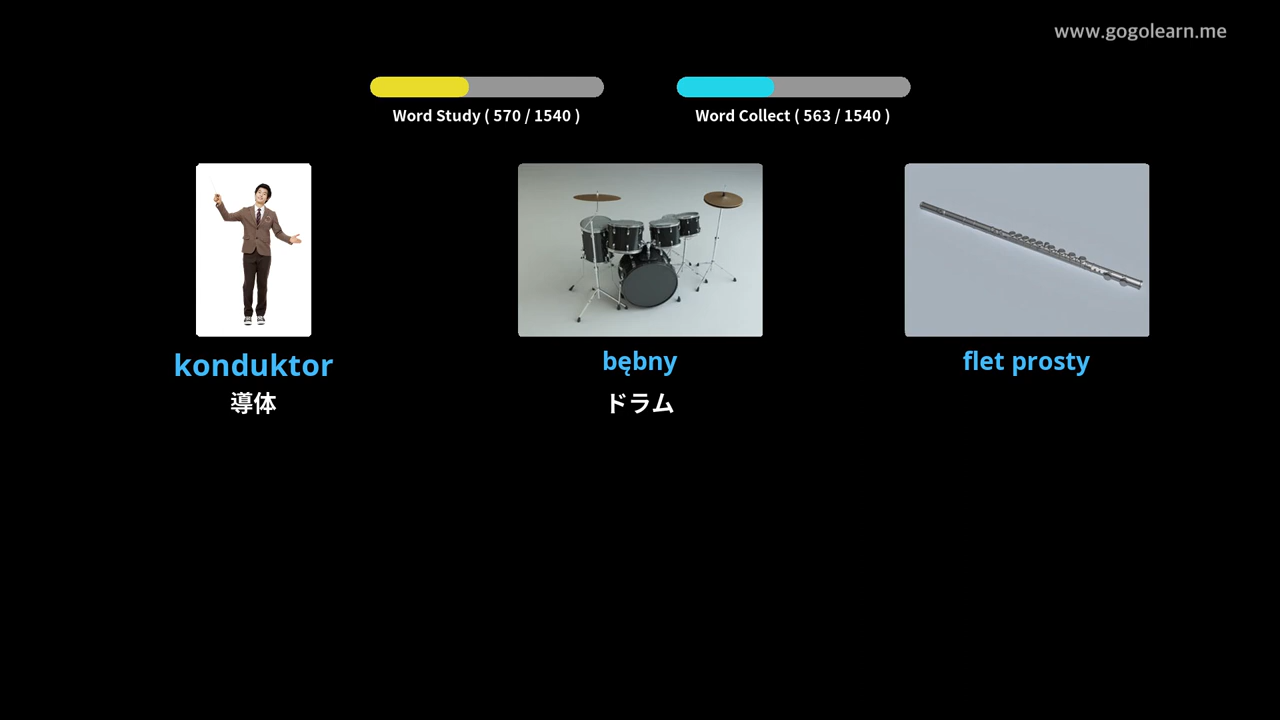 www.gogolearn.me
Word Study ( 570 / 1540 )
Word Collect ( 563 / 1540 )
konduktor
導体
bębny
ドラム
flet prosty